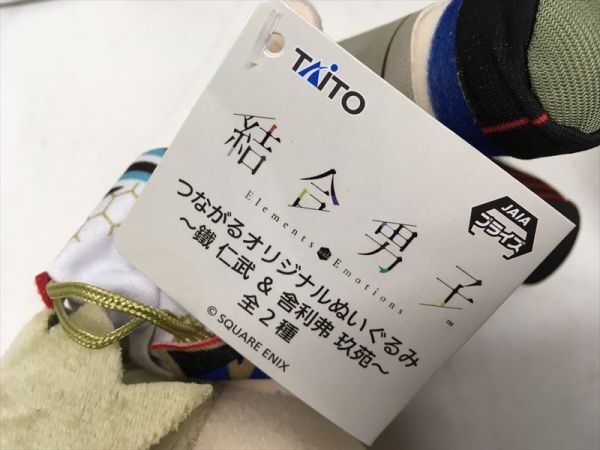 TAITO
結合男子
Elements with Emotions
™
JAIA
プライズ
つながるオリジナルぬいぐるみ
～鐵 仁武 & 舎利弗 玖苑～
全2種
© SQUARE ENIX